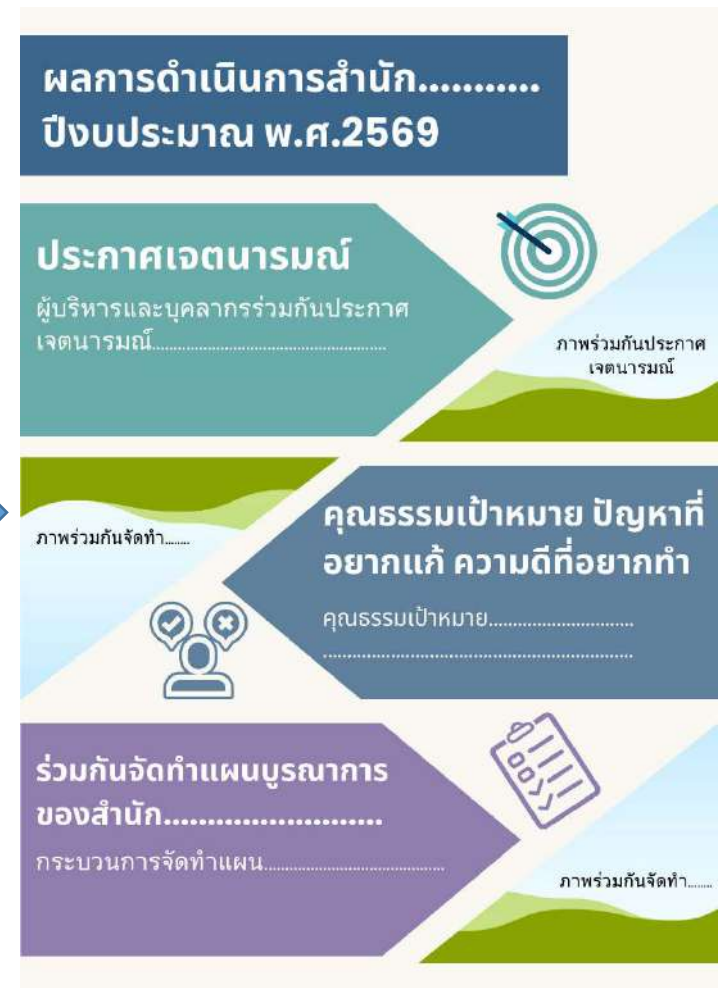 ผลการดำเนินการสำนัก...........
ปีงบประมาณ พ.ศ.2569
ประกาศเจตนารมณ์
ผู้บริหารและบุคลากรร่วมกันประกาศ
เจตนารมณ์......................................................
ภาพร่วมกันประกาศ
เจตนารมณ์
ภาพร่วมกันจัดทำ.......
คุณธรรมเป้าหมาย ปัญหาที่
อยากแก้ ความดีที่อยากทำ
คุณธรรมเป้าหมาย..............................
................................................................
ร่วมกันจัดทำแผนบูรณาการ
ของสำนัก.........................
กระบวนการจัดทำแผน..........................................
ภาพร่วมกันจัดทำ.......